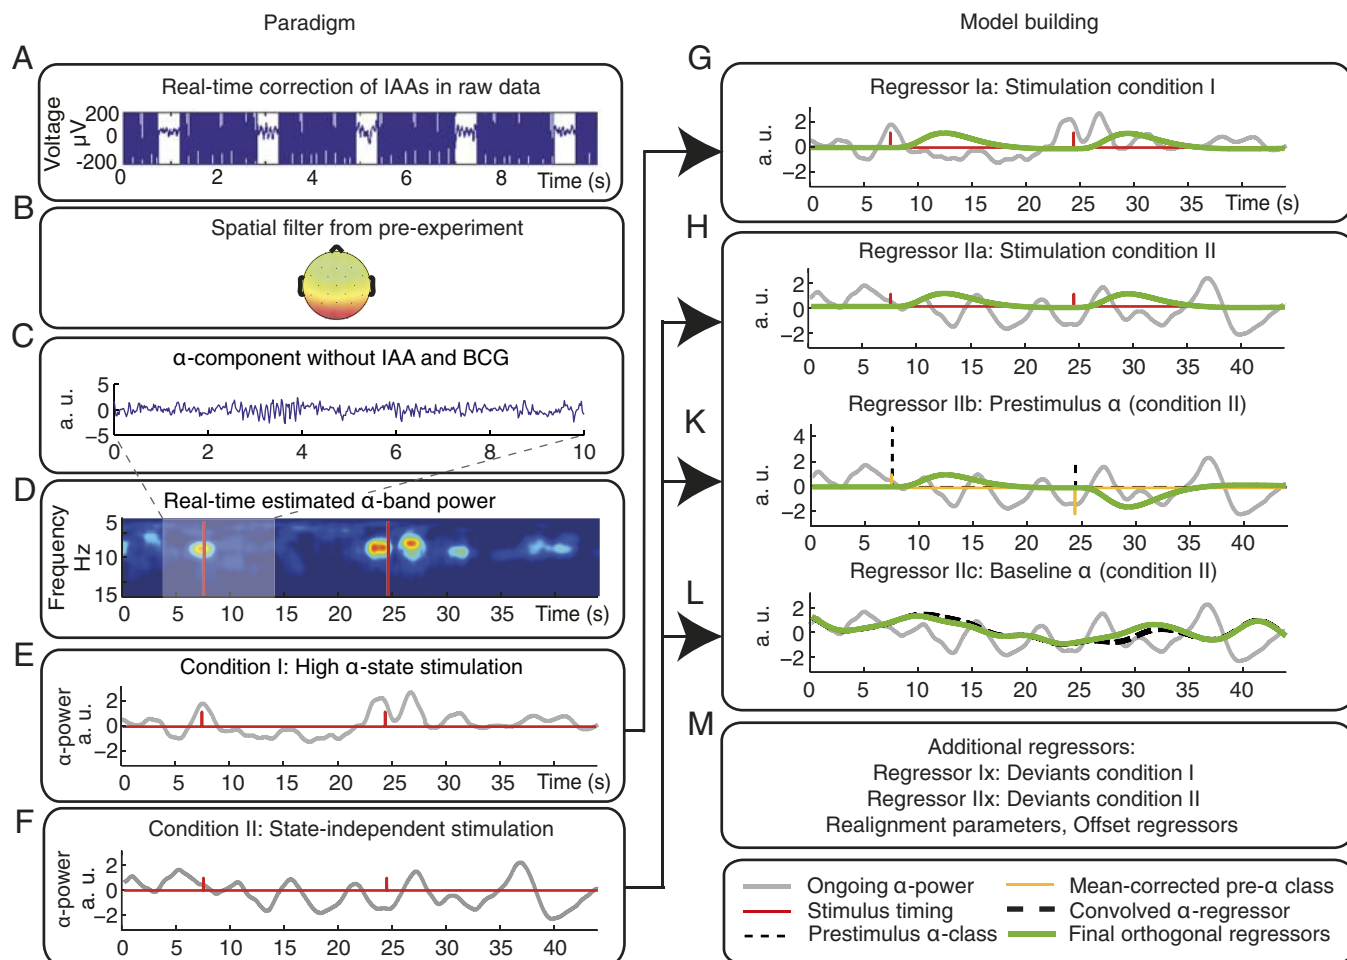 Paradigm
Model building
A
Real-time correction of IAAs in raw data
Voltage
µV
200
0
-200
0 2 4 6 8 Time (s)
B
Spatial filter from pre-experiment
C
α-component without IAA and BCG
a. u.
5
0
−5
0 2 4 6 8 10
D
Real-time estimated α-band power
Frequency
Hz
5
10
15
0 5 10 15 20 25 30 35 Time (s)
E
Condition I: High α-state stimulation
α-power
a. u.
2
0
−2
0 5 10 15 20 25 30 35 Time (s)
F
Condition II: State-independent stimulation
α-power
a. u.
2
0
−2
0 5 10 15 20 25 30 35 40
G
Regressor Ia: Stimulation condition I
a. u.
2
0
−2
0 5 10 15 20 25 30 35 Time (s)
H
Regressor IIa: Stimulation condition II
a. u.
2
0
−2
0 5 10 15 20 25 30 35 40
K
Regressor IIb: Prestimulus α (condition II)
a. u.
4
2
0
−2
0 5 10 15 20 25 30 35 40
L
Regressor IIc: Baseline α (condition II)
a. u.
2
0
−2
0 5 10 15 20 25 30 35 40
M
Additional regressors:
Regressor Ix: Deviants condition I
Regressor IIx: Deviants condition II
Realignment parameters, Offset regressors
Ongoing α-power
Stimulus timing
Prestimulus α-class
Mean-corrected pre-α class
Convolved α-regressor
Final orthogonal regressors